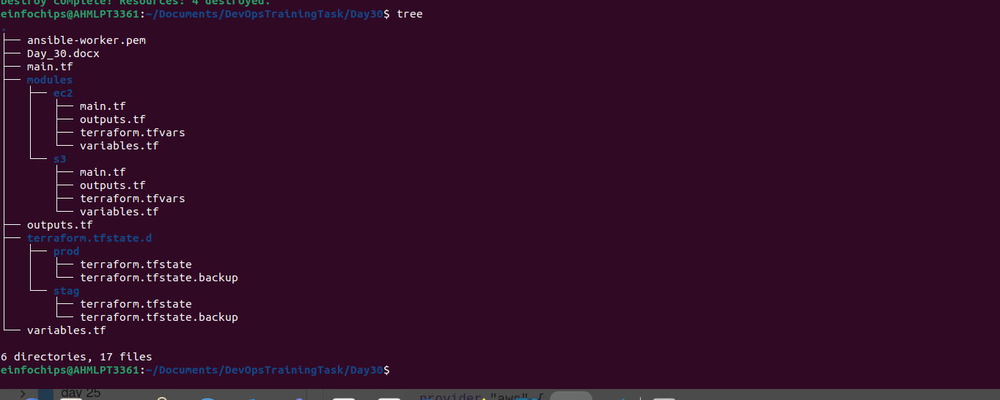 Destroy complete! Resources: 4 destroyed.
einfochips@AHMLPT3361:~/Documents/DevOpsTrainingTask/Day30$ tree
.
├── ansible-worker.pem
├── Day_30.docx
├── main.tf
├── modules
│   ├── ec2
│   │   ├── main.tf
│   │   ├── outputs.tf
│   │   ├── terraform.tfvars
│   │   └── variables.tf
│   └── s3
│       ├── main.tf
│       ├── outputs.tf
│       ├── terraform.tfvars
│       └── variables.tf
├── outputs.tf
├── terraform.tfstate.d
│   ├── prod
│   │   ├── terraform.tfstate
│   │   └── terraform.tfstate.backup
│   └── stag
│       ├── terraform.tfstate
│       └── terraform.tfstate.backup
└── variables.tf
6 directories, 17 files
einfochips@AHMLPT3361:~/Documents/DevOpsTrainingTask/Day30$
day 25
provider "aws" {